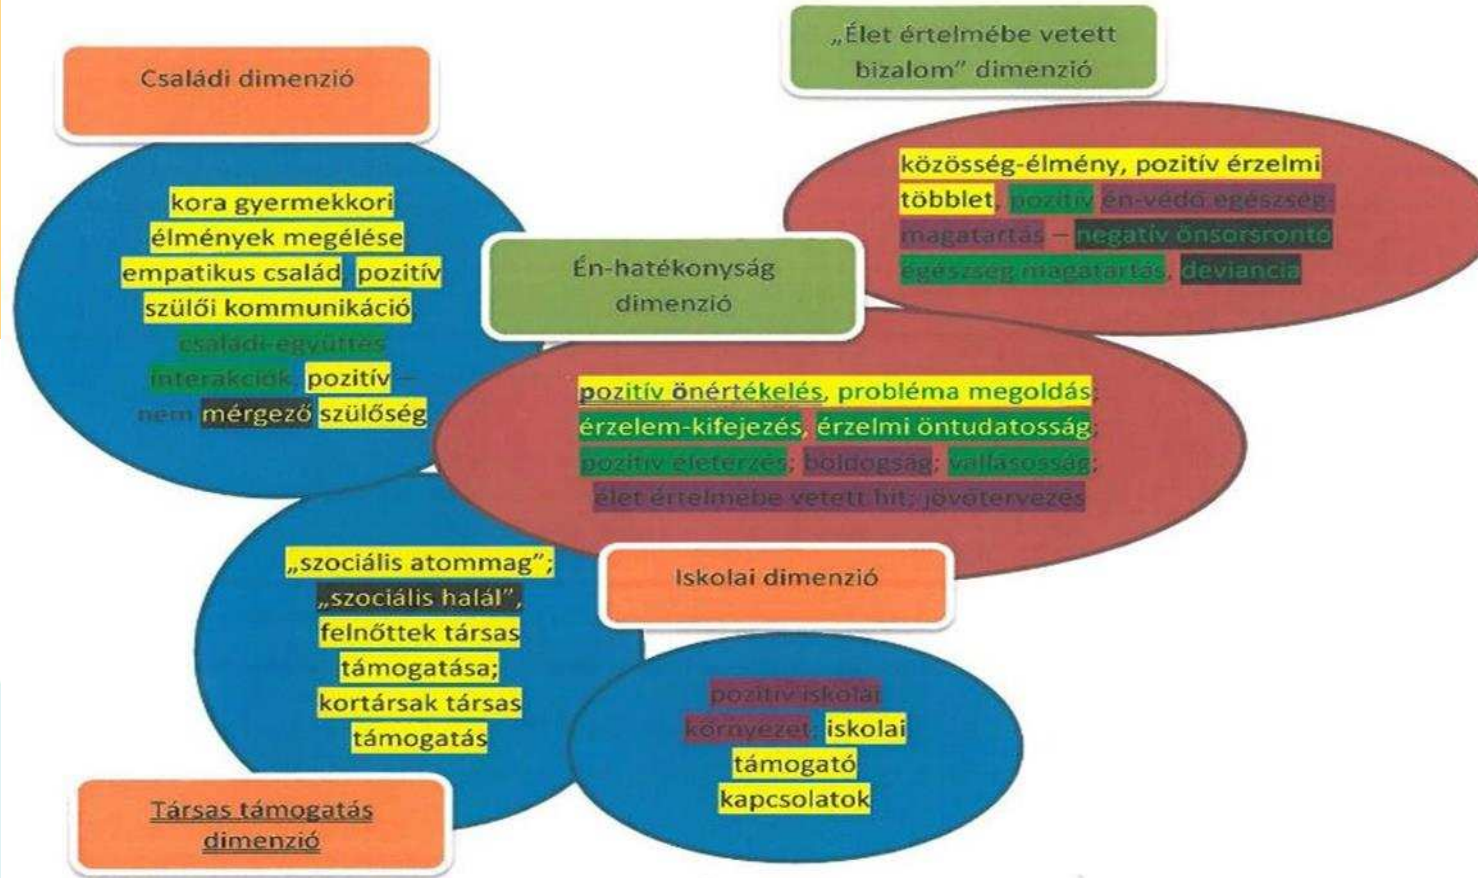 Családi dimenzió
kora gyermekkori
élmények megélése
empatikus család, pozitív
szülői kommunikáció
családi-együttes
interakciók, pozitív –
nem mérgező szülőség
„Élet értelmébe vetett
bizalom” dimenzió
közösség-élmény, pozitív érzelmi
többlet, pozitív én-védő egészség-
magatartás – negatív önsorsrontó
egészség magatartás, deviancia
Én-hatékonyság
dimenzió
pozitív önértékelés, probléma megoldás;
érzelem-kifejezés, érzelmi öntudatosság;
pozitív életérzés; boldogság; vallásosság;
élet értelmébe vetett hit; jövőtervezés
„szociális atommag”;
„szociális halál”,
felnőttek társas
támogatása;
kortársak társas
támogatás
Társas támogatás
dimenzió
Iskolai dimenzió
pozitív iskolai
környezet; iskolai
támogató
kapcsolatok